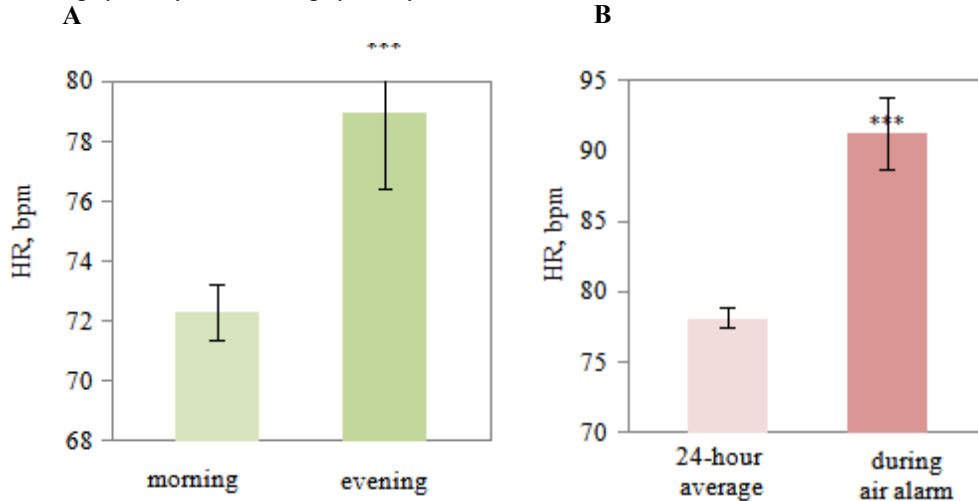 A
B
***
80
78
76
74
72
70
68
HR, bpm
morning
evening
95
90
85
80
75
70
HR, bpm
***
24-hour
average
during
air alarm